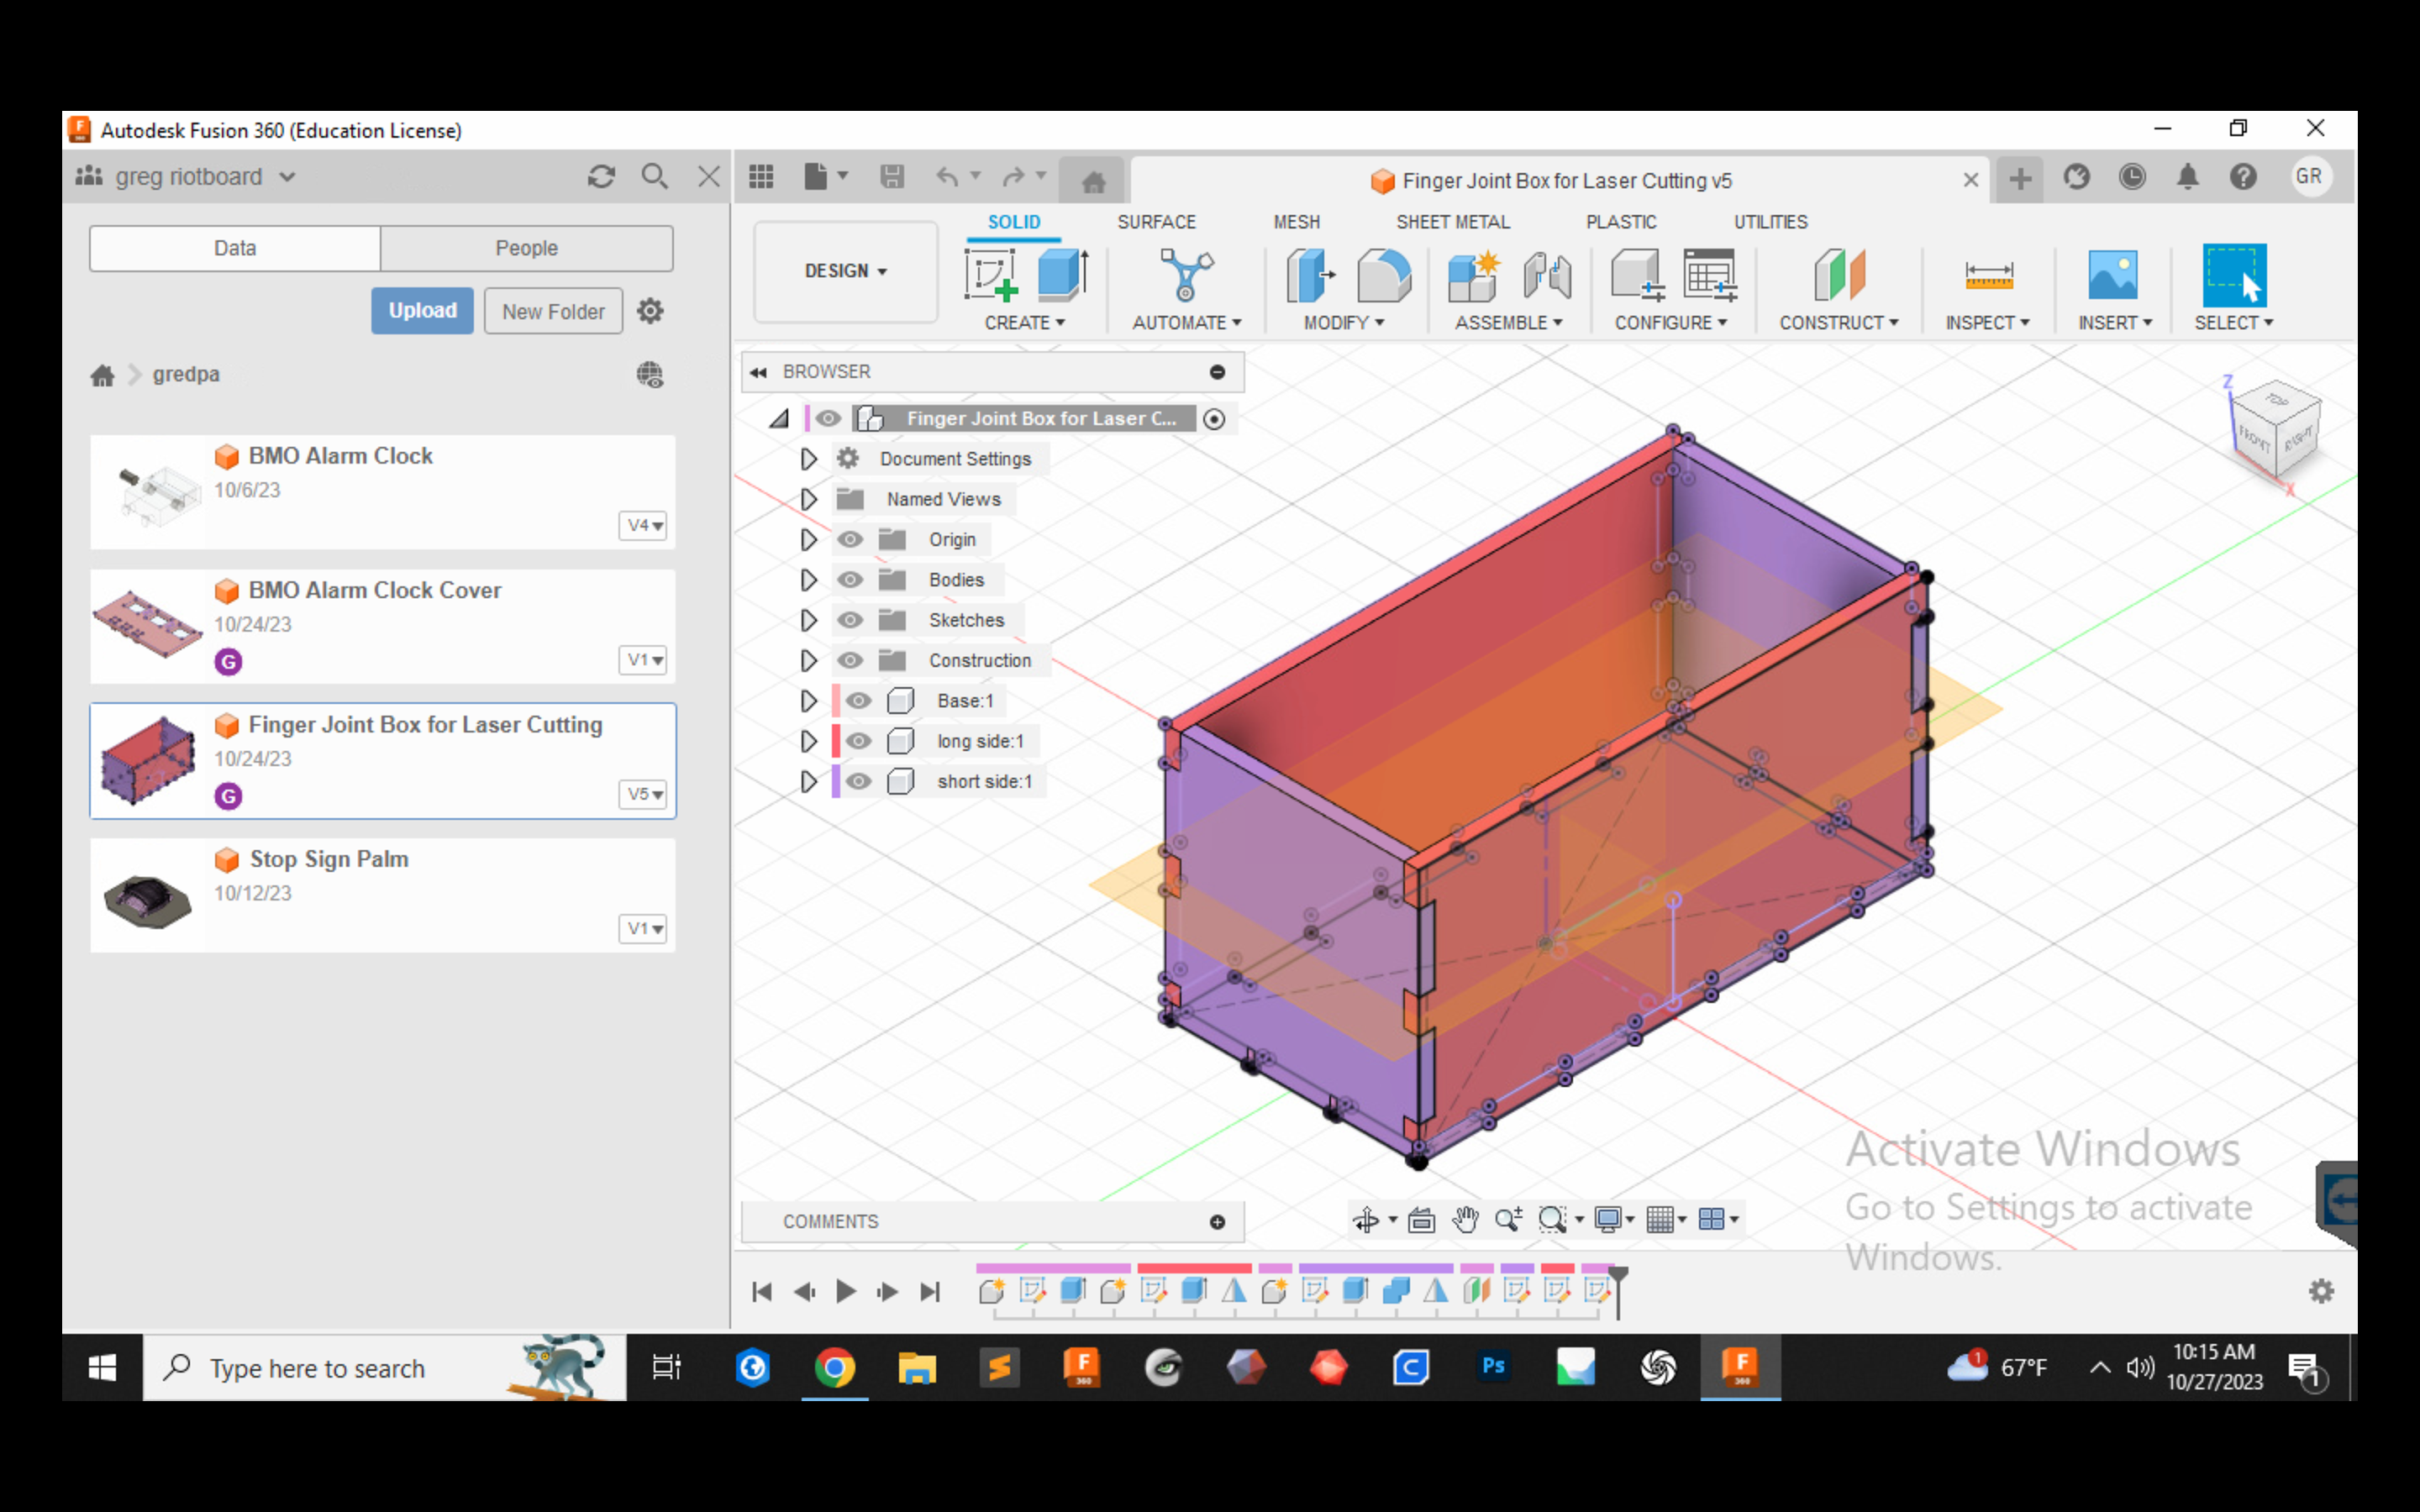 Autodesk Fusion 360 (Education License)
greg riotboard
Finger Joint Box for Laser Cutting v5
GR
Data
People
Upload
New Folder
gredpa
BMO Alarm Clock
10/6/23
V4
BMO Alarm Clock Cover
10/24/23
G
V1
Finger Joint Box for Laser Cutting
10/24/23
G
V5
Stop Sign Palm
10/12/23
V1
DESIGN
SOLID
SURFACE
MESH
SHEET METAL
PLASTIC
UTILITIES
CREATE
AUTOMATE
MODIFY
ASSEMBLE
CONFIGURE
CONSTRUCT
INSPECT
INSERT
SELECT
BROWSER
Finger Joint Box for Laser C...
Document Settings
Named Views
Origin
Bodies
Sketches
Construction
Base:1
long side:1
short side:1
Z
TOP
FRONT
RIGHT
X
Activate Windows
Go to Settings to activate
Windows.
COMMENTS
Type here to search
F
360
C
Ps
F
360
1
67°F
10:15 AM
10/27/2023
1